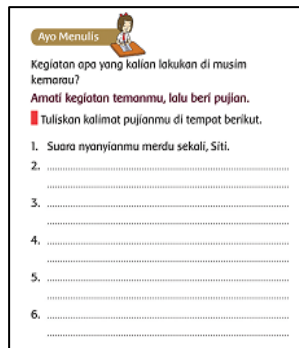 Ayo Menulis
Kegiatan apa yang kalian lakukan di musim
kemarau?
Amati kegiatan temanmu, lalu beri pujian.
Tuliskan kalimat pujianmu di tempat berikut.
1. Suara nyanyianmu merdu sekali, Siti.
2.
3.
4.
5.
6.